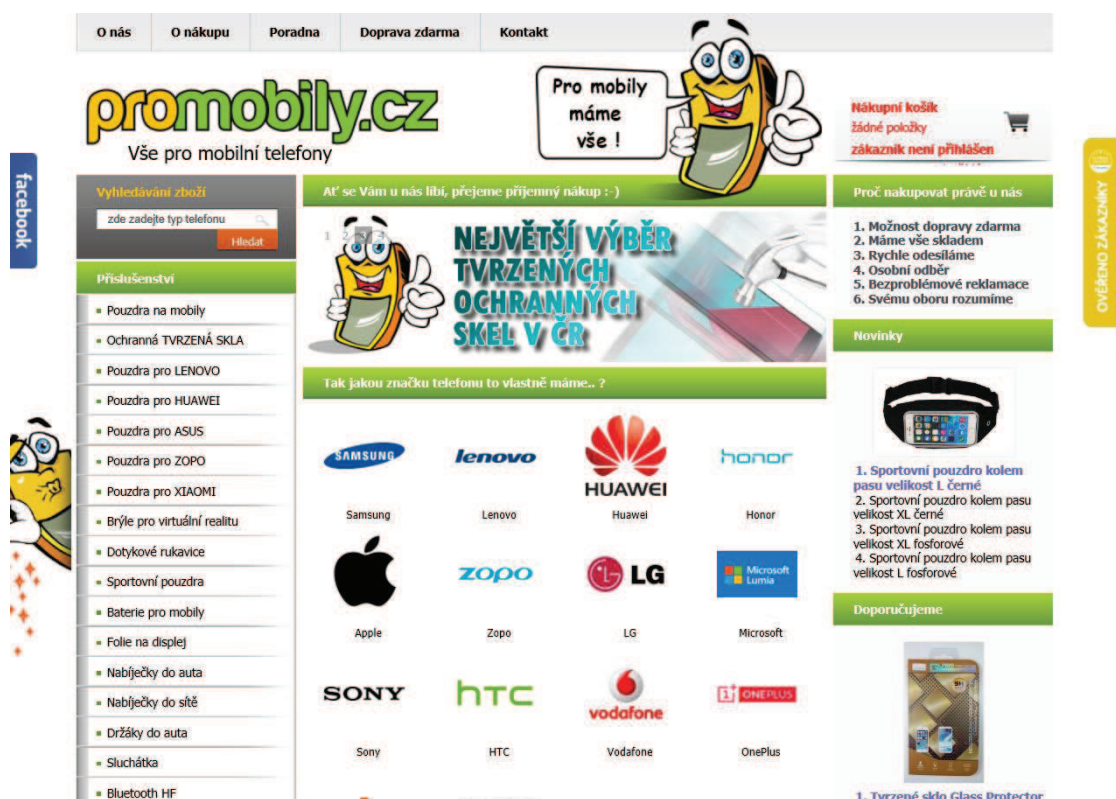 O nás O nákupu Poradna Doprava zdarma Kontakt
promobily.cz
Vše pro mobilní telefony
Pro mobily
máme
vše !
Nákupní košík
žádné položky
zákazník není přihlášen
facebook
OVĚŘENO ZÁKAZNÍKY
Vyhledávání zboží
zde zadejte typ telefonu
Hledat
Příslušenství
Pouzdra na mobily
Ochranná TVRZENÁ SKLA
Pouzdra pro LENOVO
Pouzdra pro HUAWEI
Pouzdra pro ASUS
Pouzdra pro ZOPO
Pouzdra pro XIAOMI
Brýle pro virtuální realitu
Dotykové rukavice
Sportovní pouzdra
Baterie pro mobily
Folie na displej
Nabíječky do auta
Nabíječky do sítě
Držáky do auta
Sluchátka
Bluetooth HF
Ať se Vám u nás líbí, přejeme příjemný nákup :-)
1 2 3 4
NEJVĚTŠÍ VÝBĚR
TVRZENÝCH
OCHRANNÝCH
SKEL V ČR
Tak jakou značku telefonu to vlastně máme.. ?
SAMSUNG lenovo HUAWEI honor
Samsung Lenovo Huawei Honor
ZOPO LG Microsoft
Lumia
Apple Zopo LG Microsoft
SONY hTC vodafone ONEPLUS
Sony HTC Vodafone OnePlus
Proč nakupovat právě u nás
1. Možnost dopravy zdarma
2. Máme vše skladem
3. Rychle odesíláme
4. Osobní odběr
5. Bezproblémové reklamace
6. Svému oboru rozumíme
Novinky
1. Sportovní pouzdro kolem
pasu velikost L černé
2. Sportovní pouzdro kolem pasu
velikost XL černé
3. Sportovní pouzdro kolem pasu
velikost XL fosforové
4. Sportovní pouzdro kolem pasu
velikost L fosforové
Doporučujeme
1. Tvrzené sklo Glass Protector